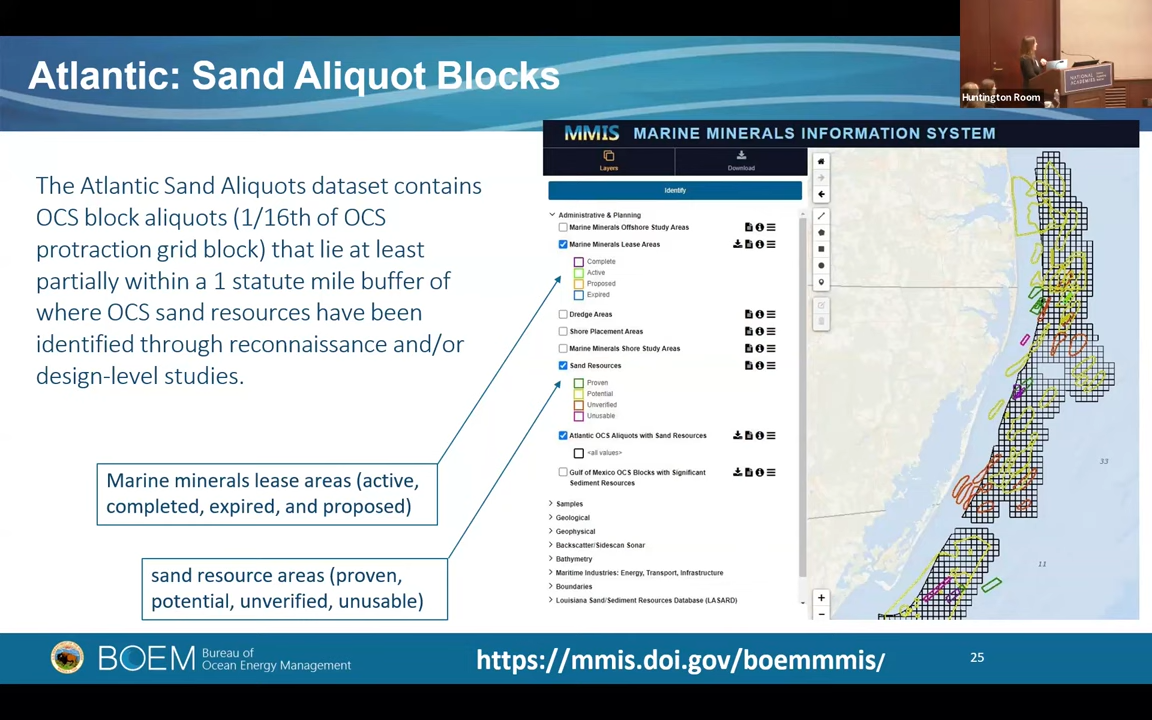 Atlantic: Sand Aliquot Blocks
Huntington Room
NATIONAL
ACADEMIES
The Atlantic Sand Aliquots dataset contains
OCS block aliquots (1/16th of OCS
protraction grid block) that lie at least
partially within a 1 statute mile buffer of
where OCS sand resources have been
identified through reconnaissance and/or
design-level studies.
Marine minerals lease areas (active,
completed, expired, and proposed)
sand resource areas (proven,
potential, unverified, unusable)
MMIS MARINE MINERALS INFORMATION SYSTEM
Layers
Download
Identify
Administrative & Planning
Marine Minerals Offshore Study Areas
Marine Minerals Lease Areas
Complete
Active
Proposed
Expired
Dredge Areas
Shore Placement Areas
Marine Minerals Shore Study Areas
Sand Resources
Proven
Potential
Unverified
Unusable
Atlantic OCS Aliquots with Sand Resources
<all values>
Gulf of Mexico OCS Blocks with Significant
Sediment Resources
Samples
Geological
Geophysical
Backscatter/Sidescan Sonar
Bathymetry
Maritime Industries: Energy, Transport, Infrastructure
Boundaries
Louisiana Sand/Sediment Resources Database (LASARD)
33
11
BOEM
Bureau of
Ocean Energy Management
https://mmis.doi.gov/boemmmis/
25